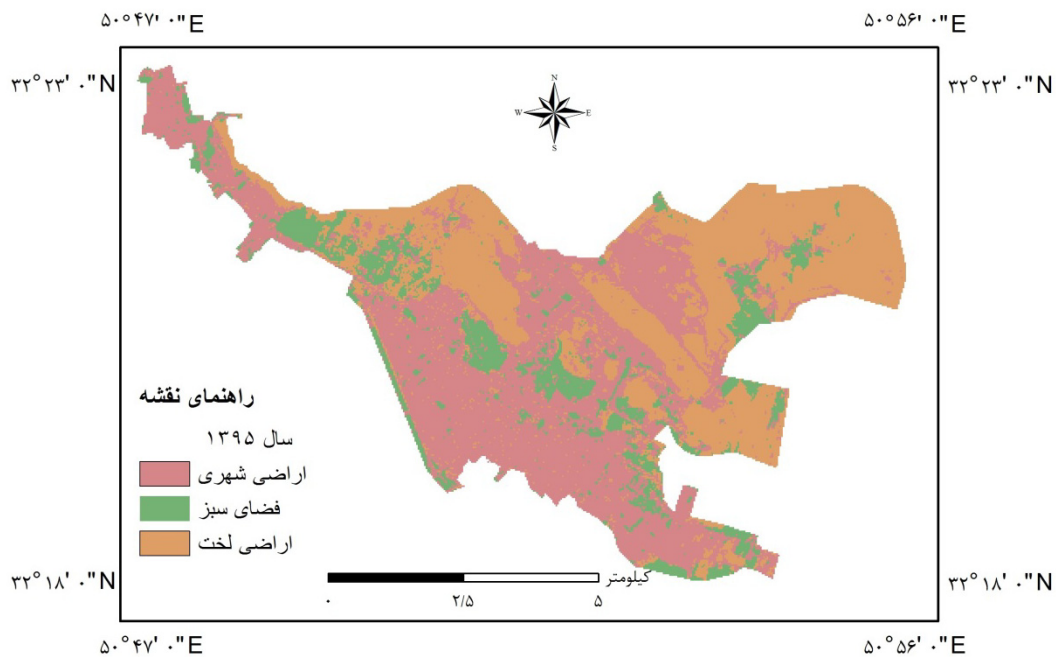 ۵۰°۴۷' ۰"E ۵۰°۵۶' ۰"E
۳۲°۲۳' ۰"N ۳۲°۲۳' ۰"N
N
W E
S
راهنمای نقشه
سال ۱۳۹۵
اراضی شهری
فضای سبز
اراضی لخت
کیلومتر
۰ ۲/۵ ۵
۳۲°۱۸' ۰"N ۳۲°۱۸' ۰"N
۵۰°۴۷' ۰"E ۵۰°۵۶' ۰"E